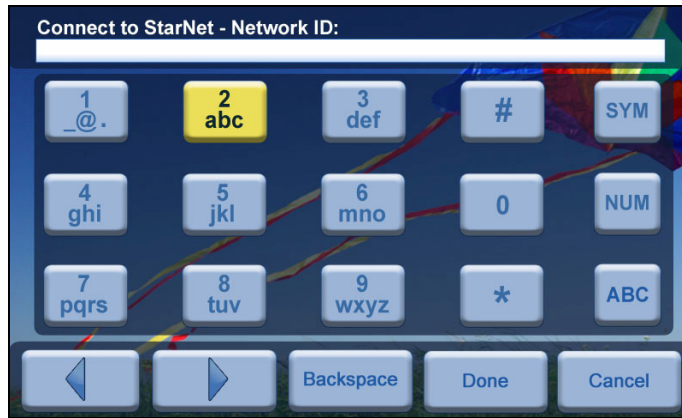 Connect to StarNet - Network ID:
1 2 3 # SYM
_@. abc def
4 5 6 0 NUM
ghi jkl mno
7 8 9 * ABC
pqrs tuv wxyz
Backspace Done Cancel